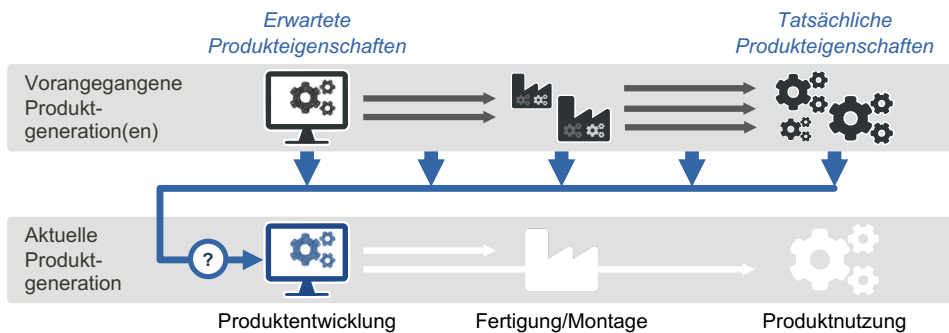 Erwartete
Produkteigenschaften
Tatsächliche
Produkteigenschaften
Vorangegangene
Produkt-
generation(en)
Aktuelle
Produkt-
generation
?
Produktentwicklung
Fertigung/Montage
Produktnutzung